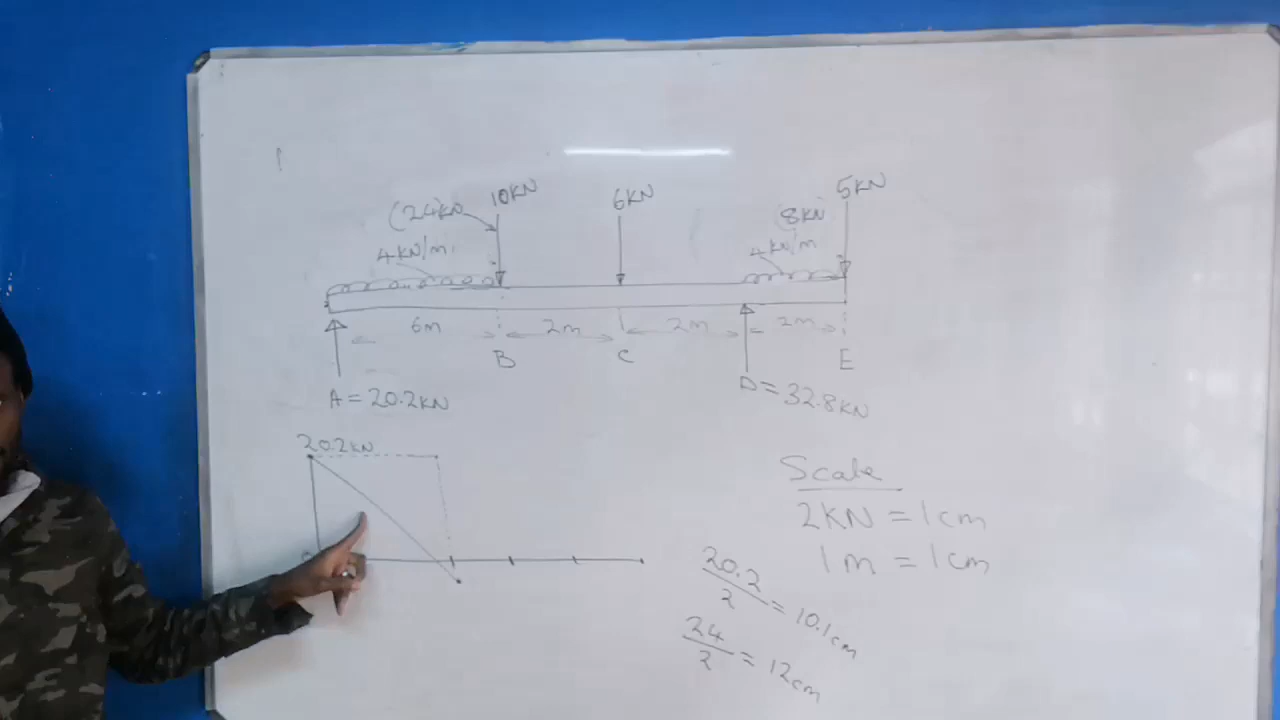 10KN
6KN
5KN
(24KN
(8KN)
4KN/m
4KN/m
6m
2m
2m
2m
B
C
E
A = 20.2KN
D = 32.8KN
20.2KN
Scale
2KN = 1cm
1m = 1cm
20.2/2 = 10.1cm
24/2 = 12cm